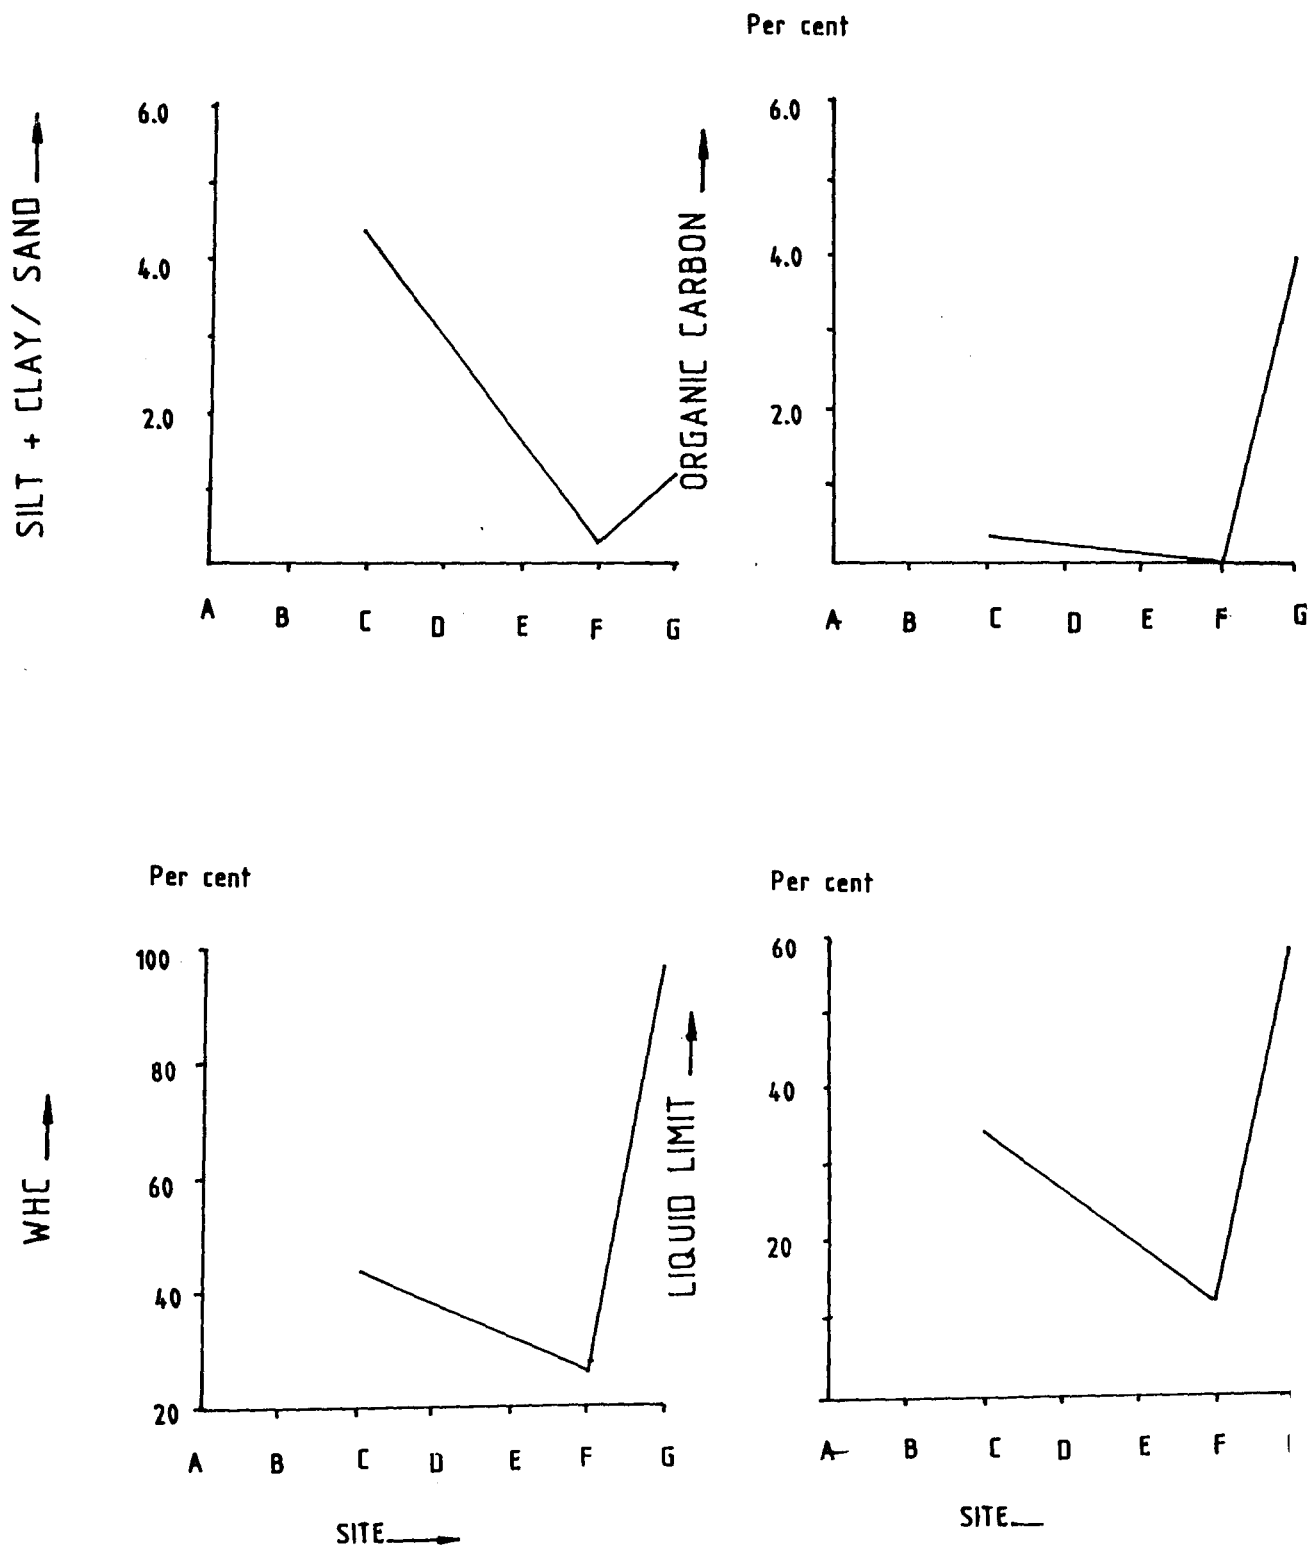 SILT + CLAY/ SAND
6.0
4.0
2.0
A B C D E F G
Per cent
ORGANIC CARBON
6.0
4.0
2.0
A B C D E F G
Per cent
WHC
100
80
60
40
20
A B C D E F G
SITE
Per cent
LIQUID LIMIT
60
40
20
A B C D E F
SITE